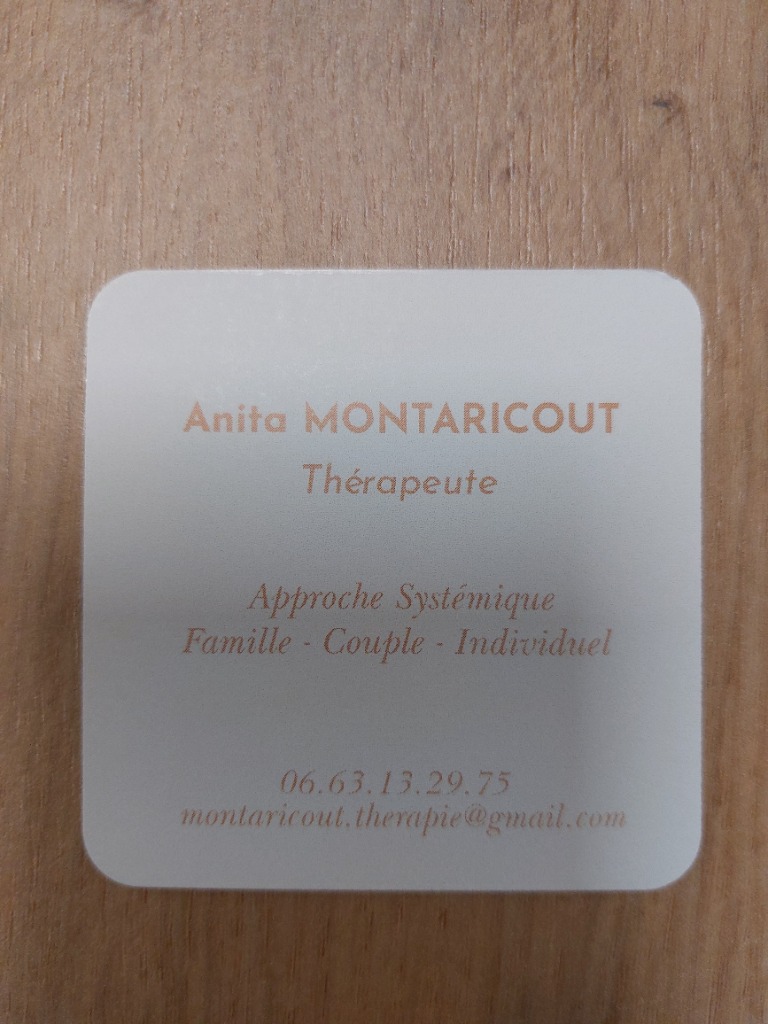 Anita MONTARICOUT
Thérapeute
Approche Systémique
Famille - Couple - Individuel
06.63.13.29.75
montaricout.therapie@gmail.com